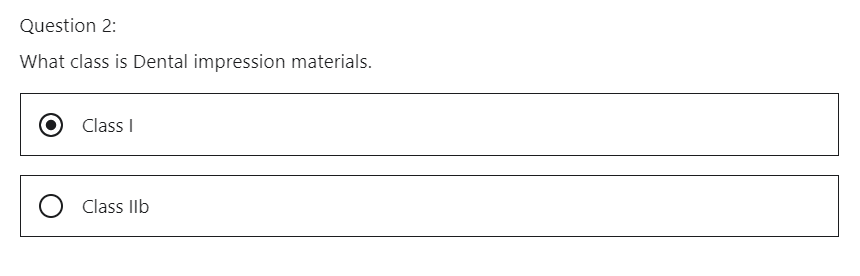 Question 2:
What class is Dental impression materials.
Class I
Class IIb